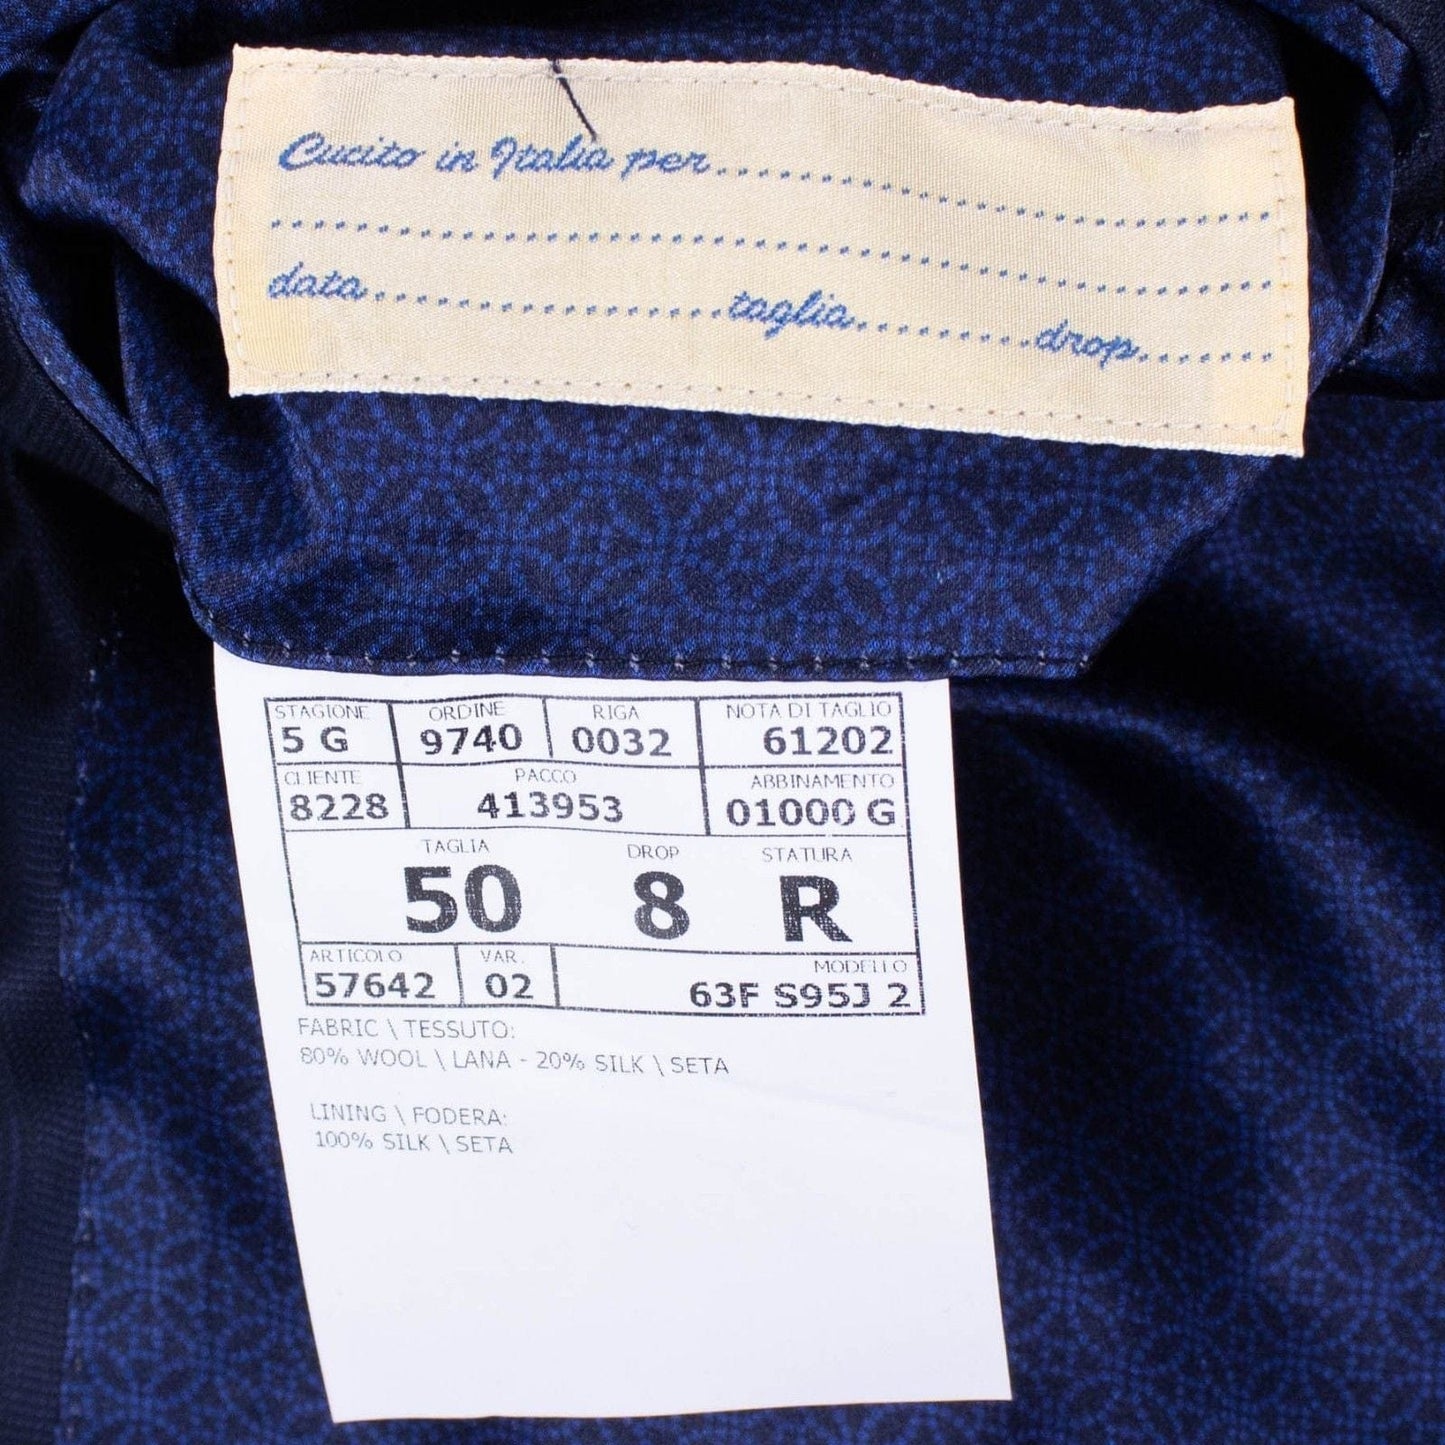 Cucito in Italia per..............................
..................................................
data..................taglia.........drop.......
STAGIONE ORDINE RIGA NOTA DI TAGLIO
5 G 9740 0032 61202
CLIENTE PACCO ABBINAMENTO
8228 413953 01000 G
TAGLIA DROP STATURA
50 8 R
ARTICOLO VAR. MODELLO
57642 02 63F S95J 2
FABRIC \ TESSUTO:
80% WOOL \ LANA - 20% SILK \ SETA
LINING \ FODERA:
100% SILK \ SETA